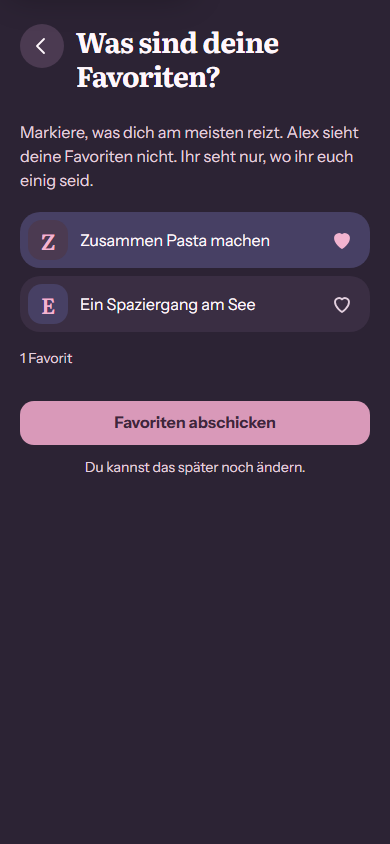 Was sind deine
Favoriten?
Markiere, was dich am meisten reizt. Alex sieht
deine Favoriten nicht. Ihr seht nur, wo ihr euch
einig seid.
Z Zusammen Pasta machen
E Ein Spaziergang am See
1 Favorit
Favoriten abschicken
Du kannst das später noch ändern.